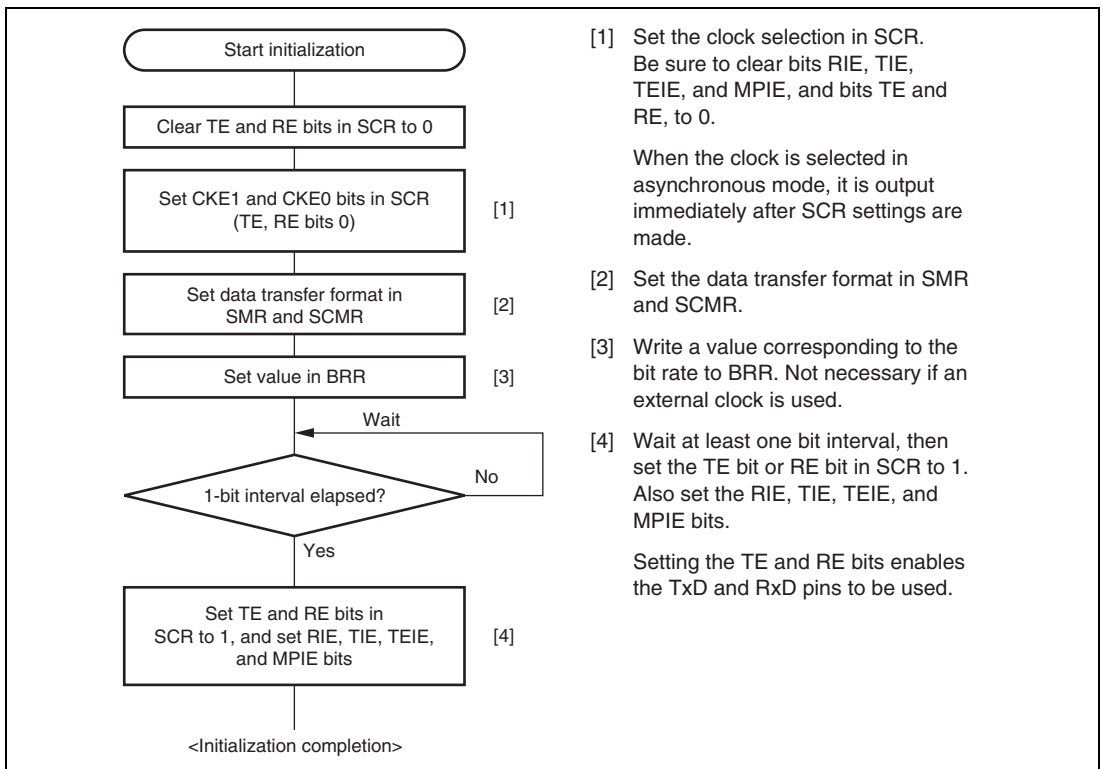 Start initialization
Clear TE and RE bits in SCR to 0
Set CKE1 and CKE0 bits in SCR
(TE, RE bits 0)
[1]
Set data transfer format in
SMR and SCMR
[2]
Set value in BRR
[3]
Wait
1-bit interval elapsed?
No
Yes
Set TE and RE bits in
SCR to 1, and set RIE, TIE, TEIE,
and MPIE bits
[4]
<Initialization completion>
[1] Set the clock selection in SCR.
Be sure to clear bits RIE, TIE,
TEIE, and MPIE, and bits TE and
RE, to 0.
When the clock is selected in
asynchronous mode, it is output
immediately after SCR settings are
made.
[2] Set the data transfer format in SMR
and SCMR.
[3] Write a value corresponding to the
bit rate to BRR. Not necessary if an
external clock is used.
[4] Wait at least one bit interval, then
set the TE bit or RE bit in SCR to 1.
Also set the RIE, TIE, TEIE, and
MPIE bits.
Setting the TE and RE bits enables
the TxD and RxD pins to be used.